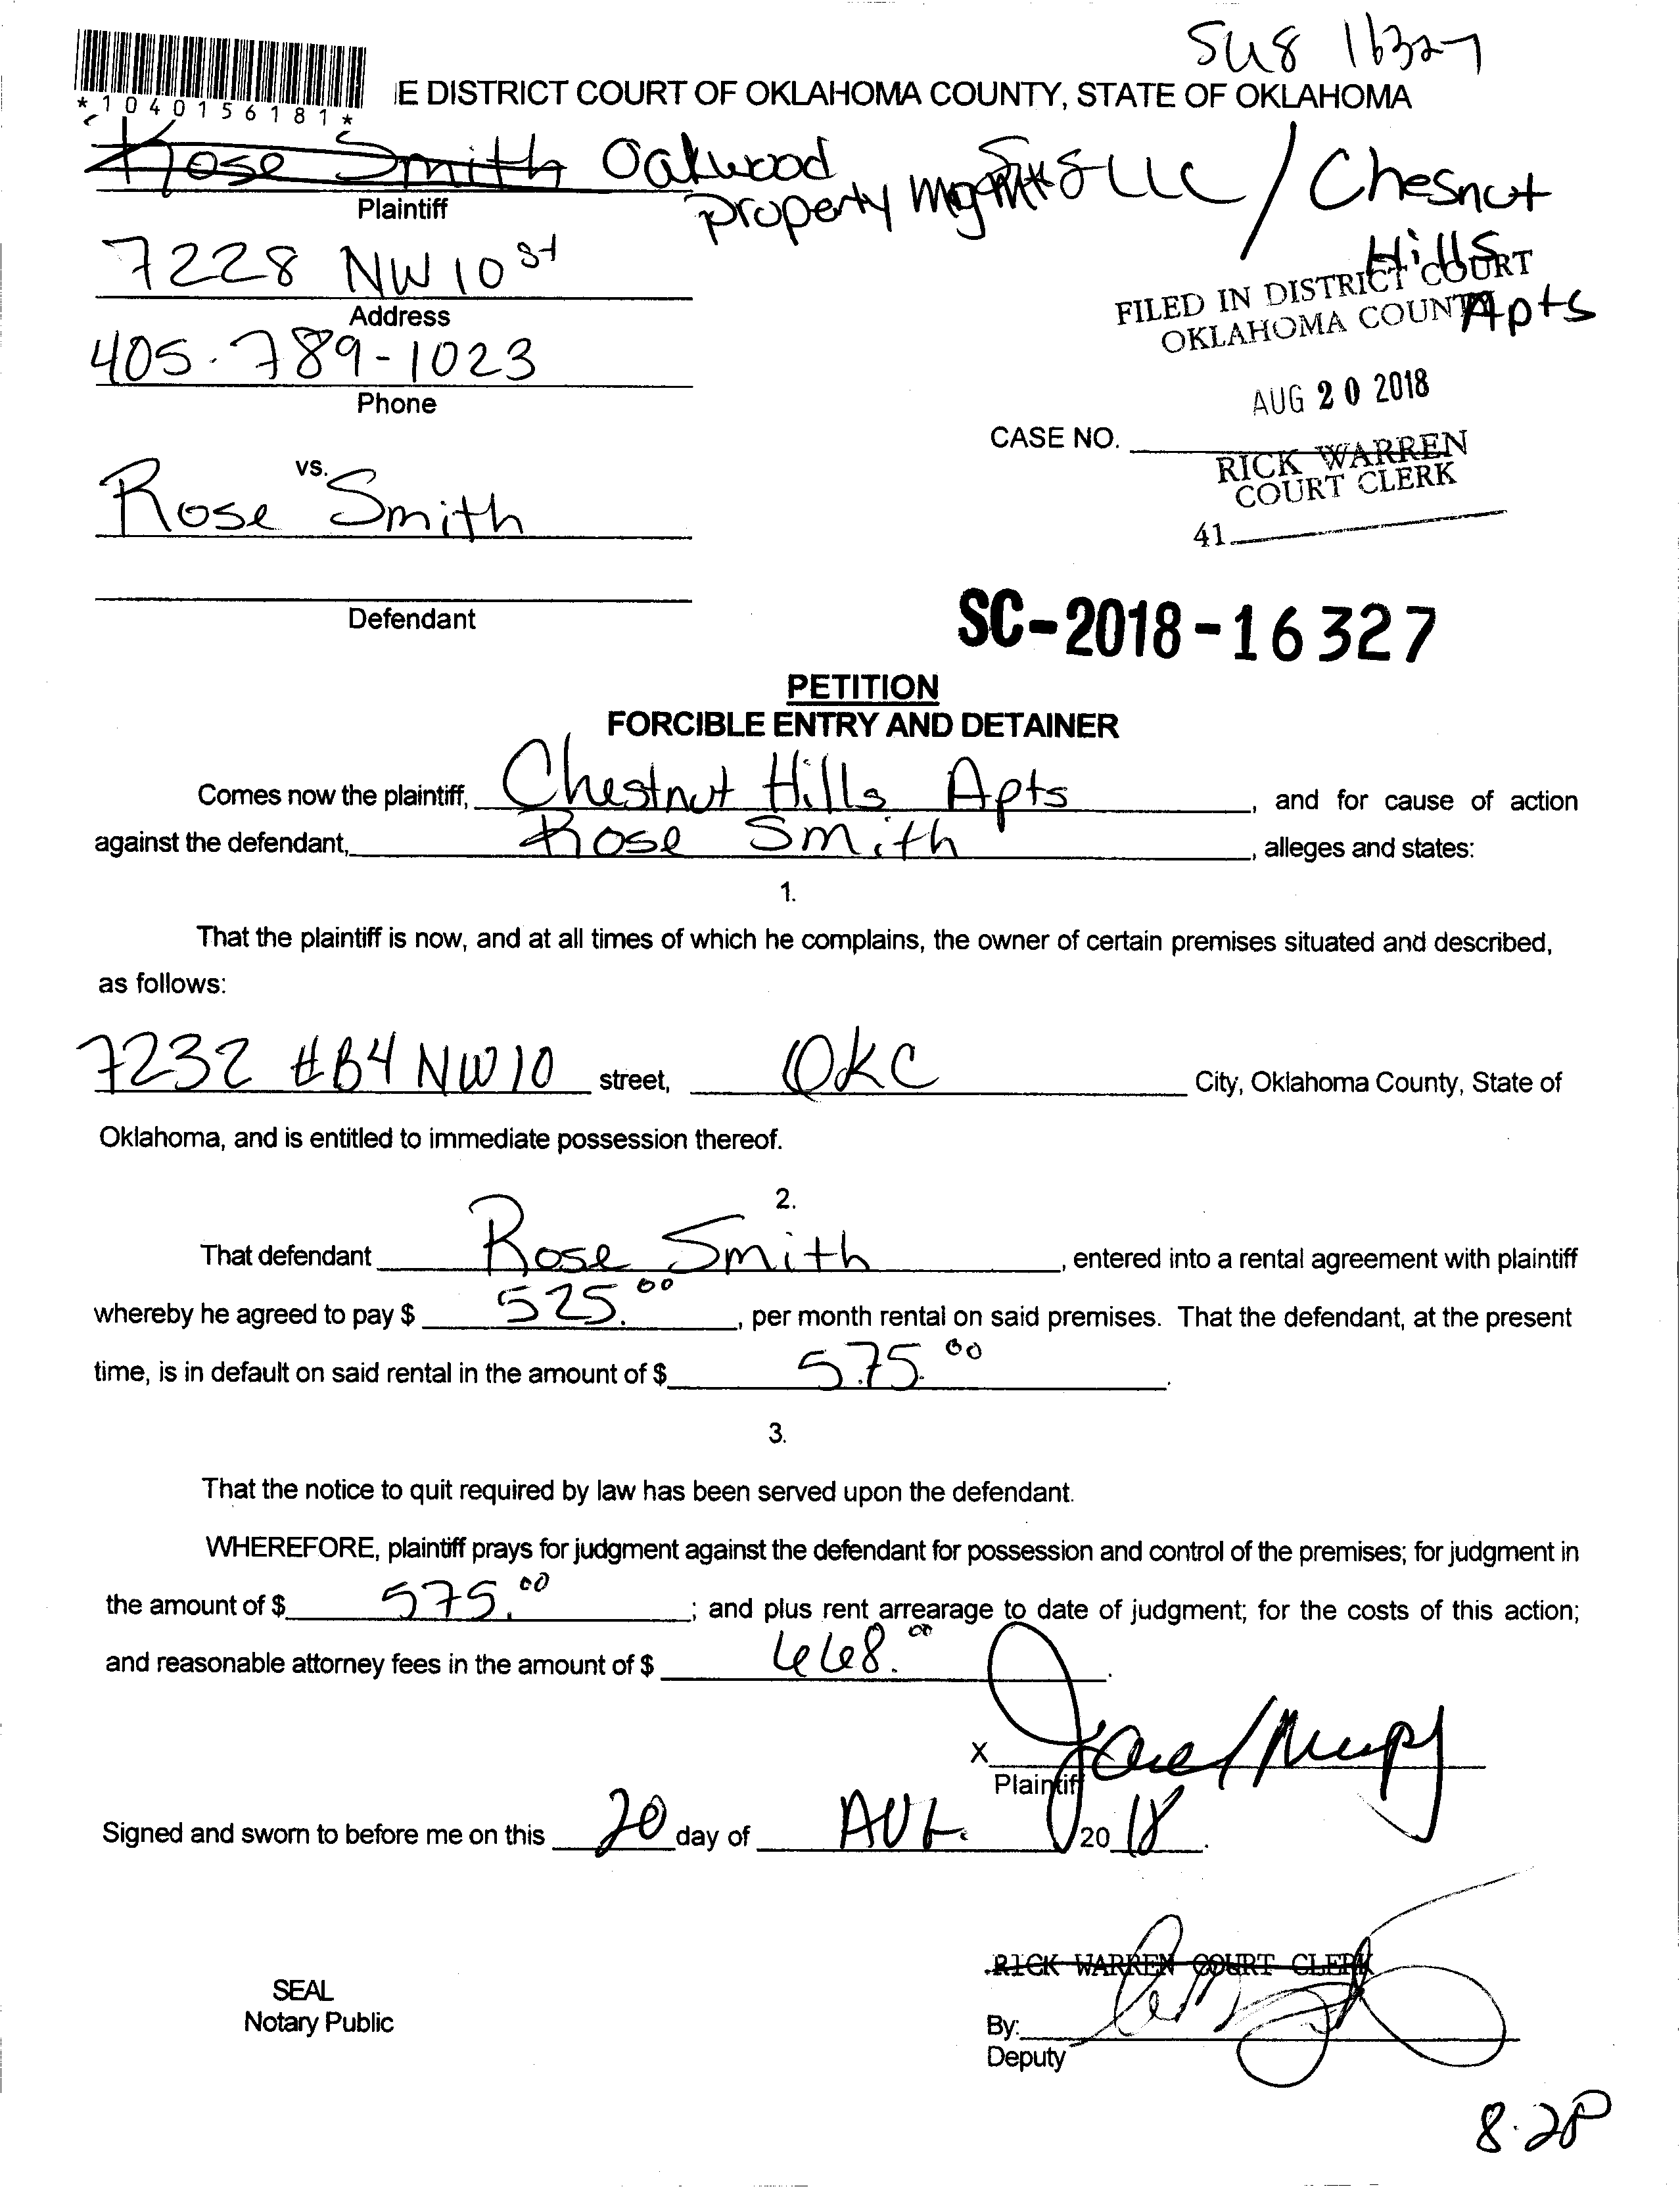 SC8 16327
*1040156181*
E DISTRICT COURT OF OKLAHOMA COUNTY, STATE OF OKLAHOMA
Rose Smith Oakwood
Property Mgmt LLC / Chesnut
Hills
Apts
Plaintiff
7228 NW 10 st
Address
405-789-1023
Phone
FILED IN DISTRICT COURT
OKLAHOMA COUNTY
AUG 20 2018
CASE NO.
RICK WARREN
COURT CLERK
41
vs.
Rose Smith
Defendant
SC-2018-16327
PETITION
FORCIBLE ENTRY AND DETAINER
Comes now the plaintiff, Chestnut Hills Apts, and for cause of action
against the defendant, Rose Smith, alleges and states:
1.
That the plaintiff is now, and at all times of which he complains, the owner of certain premises situated and described,
as follows:
7232 #B4 NW 10 street, OKC City, Oklahoma County, State of
Oklahoma, and is entitled to immediate possession thereof.
2.
That defendant Rose Smith, entered into a rental agreement with plaintiff
whereby he agreed to pay $ 525.00, per month rental on said premises. That the defendant, at the present
time, is in default on said rental in the amount of $ 575.00.
3.
That the notice to quit required by law has been served upon the defendant.
WHEREFORE, plaintiff prays for judgment against the defendant for possession and control of the premises; for judgment in
the amount of $ 575.00; and plus rent arrearage to date of judgment; for the costs of this action;
and reasonable attorney fees in the amount of $ 668.00.
X
Plaintiff
Signed and sworn to before me on this 20 day of AUG. 2018.
RICK WARREN COURT CLERK
SEAL
Notary Public
By:
Deputy
8-28